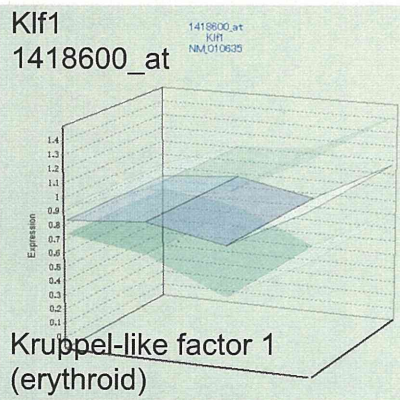 Klf1
1418600_at
1418600_at
Klf1
NM_010635
1.4
1.3
1.2
1.1
1
0.9
0.8
0.7
0.6
0.5
0.4
0.3
0.2
0.1
Expression
Kruppel-like factor 1
(erythroid)